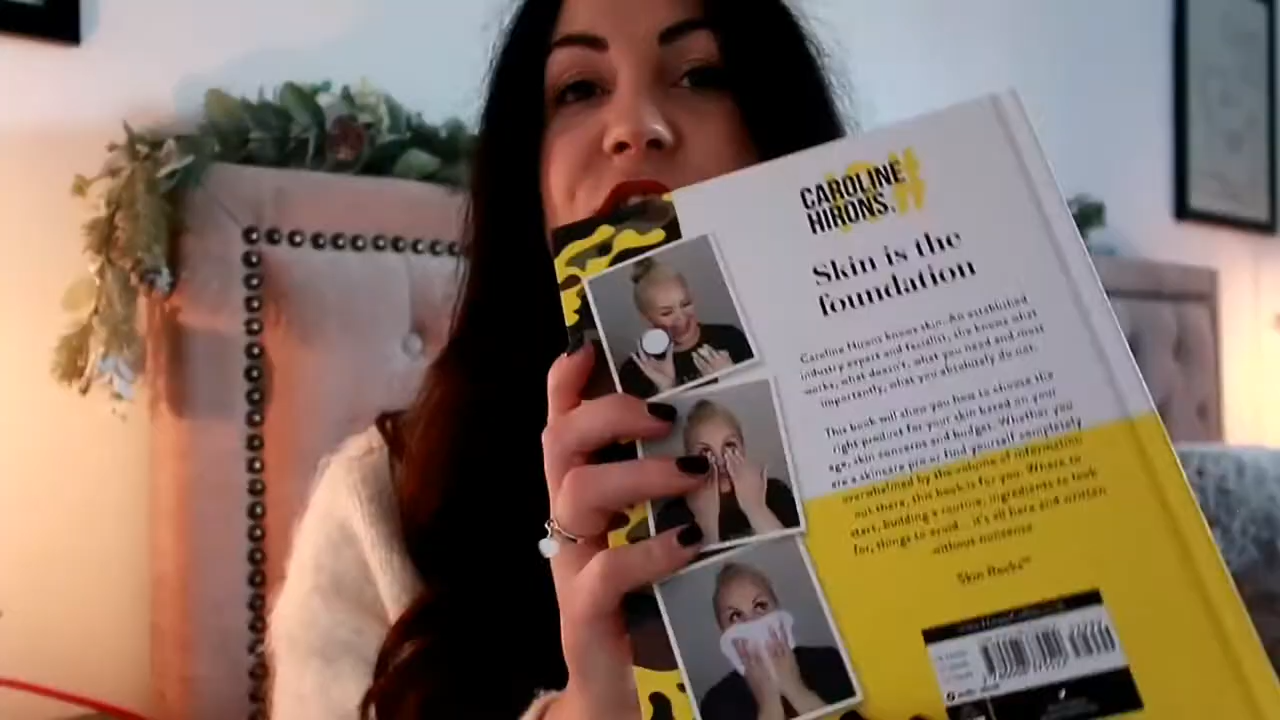 CAROLINE
HIRONS.
Skin is the
foundation
Caroline Hirons knows skin. An established
industry expert and facialist, she knows what
works, what doesn't, what you need and most
importantly, what you absolutely do not.
This book will show you how to choose the
right product for your skin based on your
age, skin concerns and budget. Whether you
are a skincare pro or find yourself completely
overwhelmed by the volume of information
out there, this book is for you. Where to
start, building a routine, ingredients to look
for, things to avoid... it's all here and written
without nonsense
Skin Rocks™